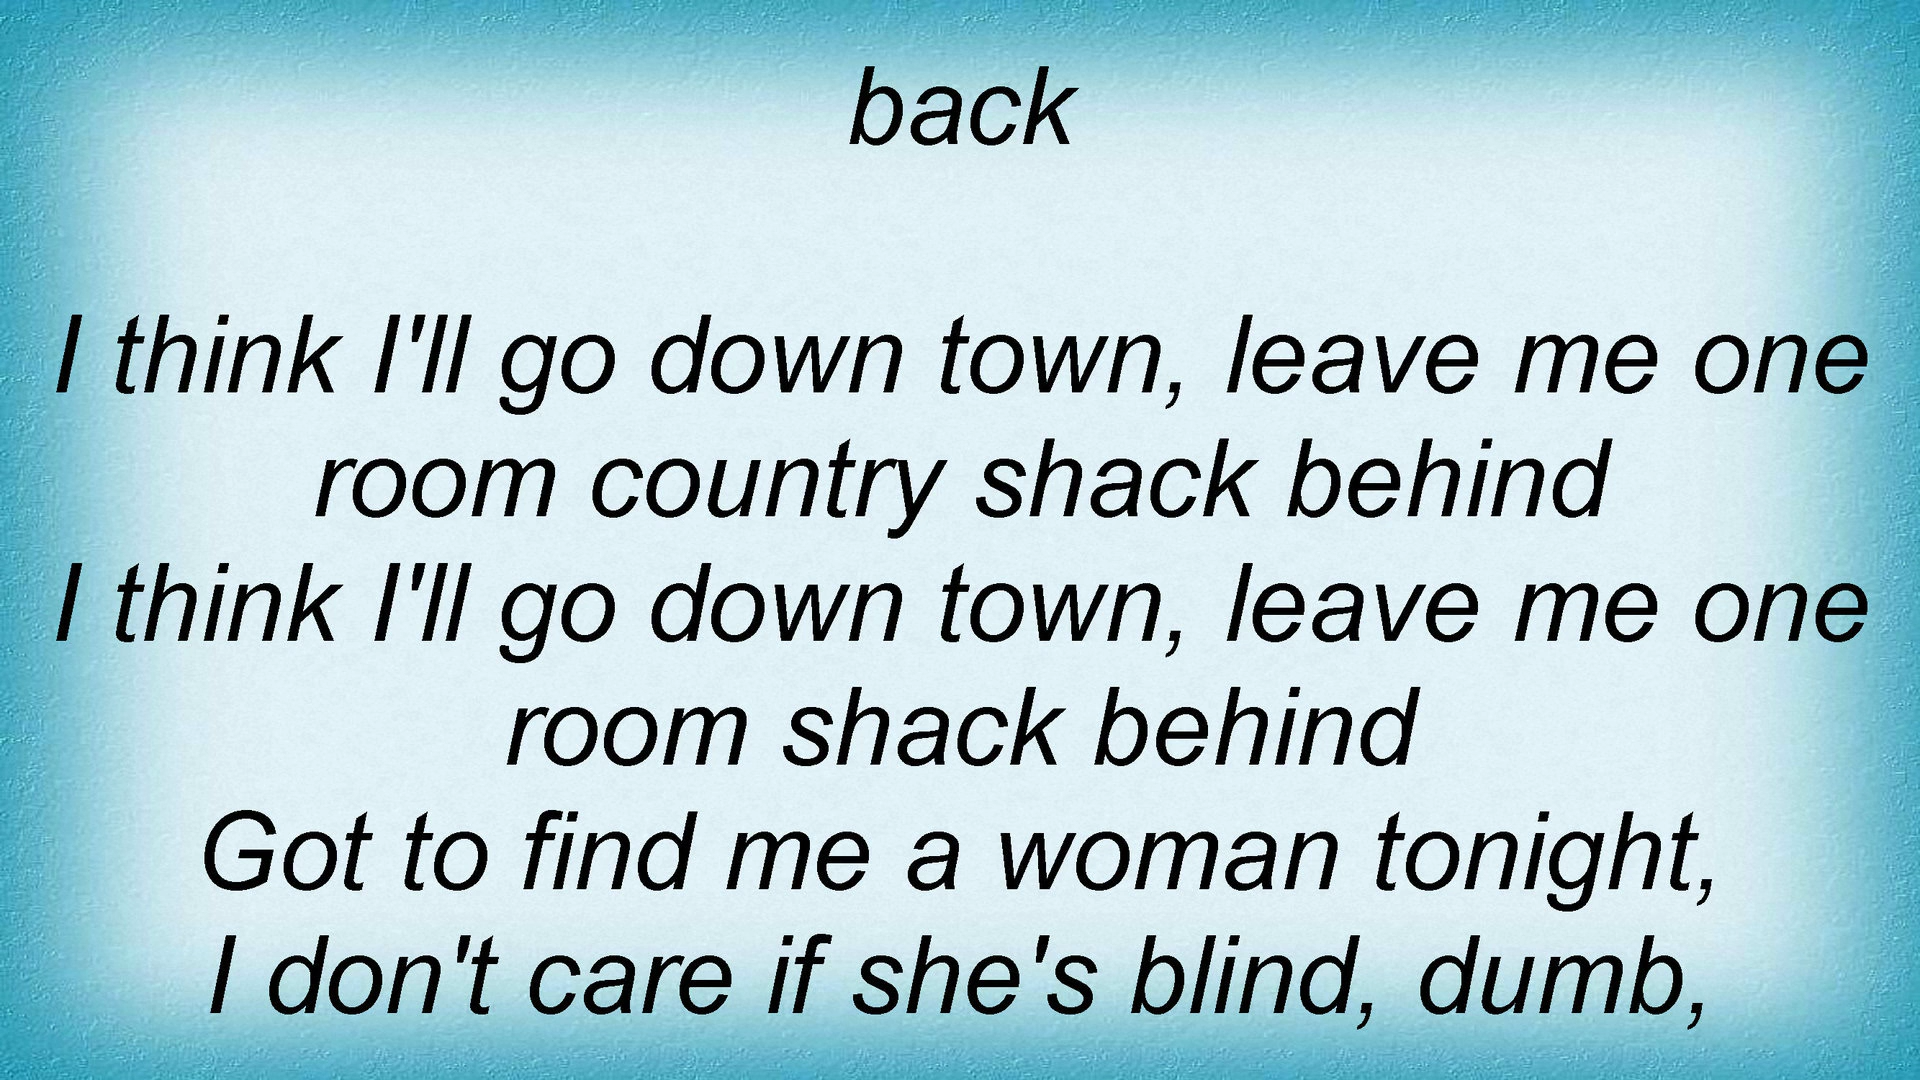 back
I think I'll go down town, leave me one
room country shack behind
I think I'll go down town, leave me one
room shack behind
Got to find me a woman tonight,
I don't care if she's blind, dumb,